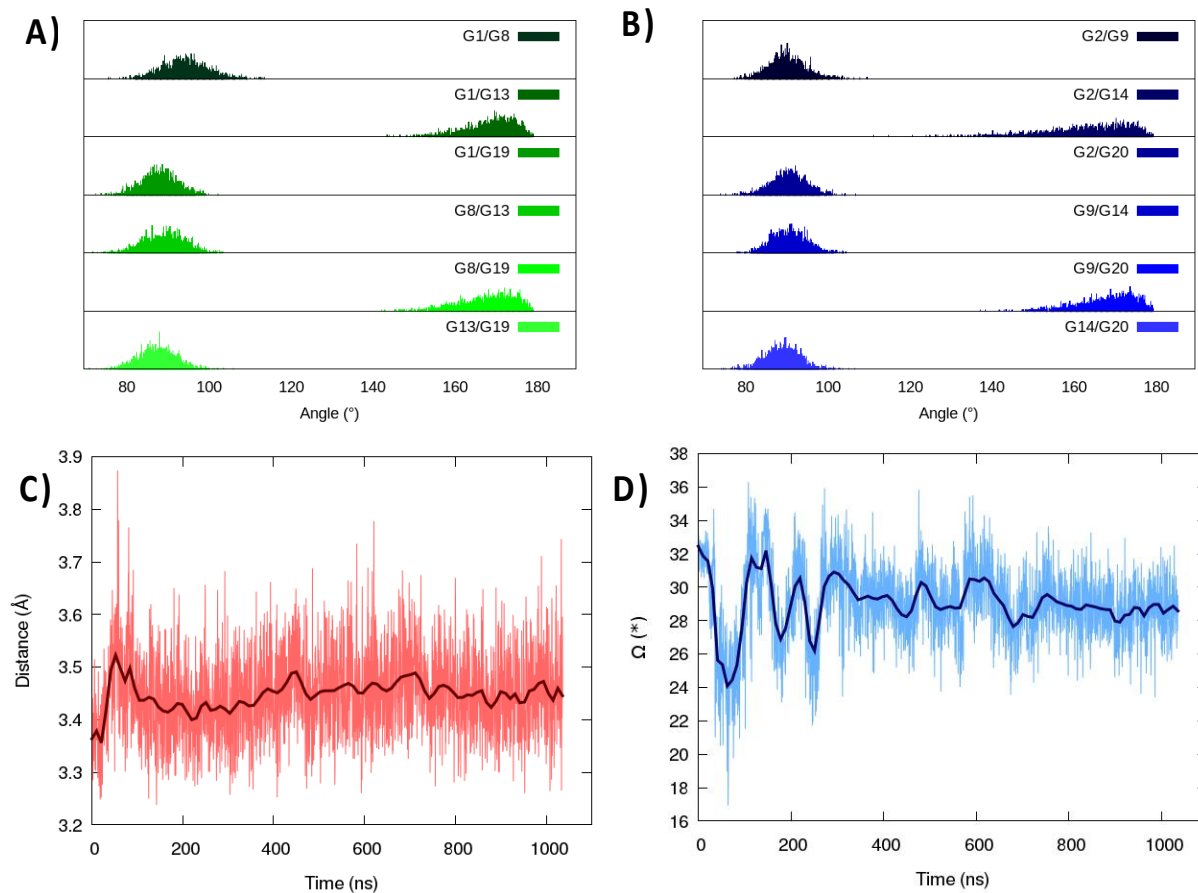 A)
G1/G8
G1/G13
G1/G19
G8/G13
G8/G19
G13/G19
80 100 120 140 160 180
Angle (°)
B)
G2/G9
G2/G14
G2/G20
G9/G14
G9/G20
G14/G20
80 100 120 140 160 180
Angle (°)
C)
3.9
3.8
3.7
3.6
3.5
3.4
3.3
3.2
Distance (Å)
0 200 400 600 800 1000
Time (ns)
D)
38
36
34
32
30
28
26
24
22
20
18
16
Ω (*)
0 200 400 600 800 1000
Time (ns)